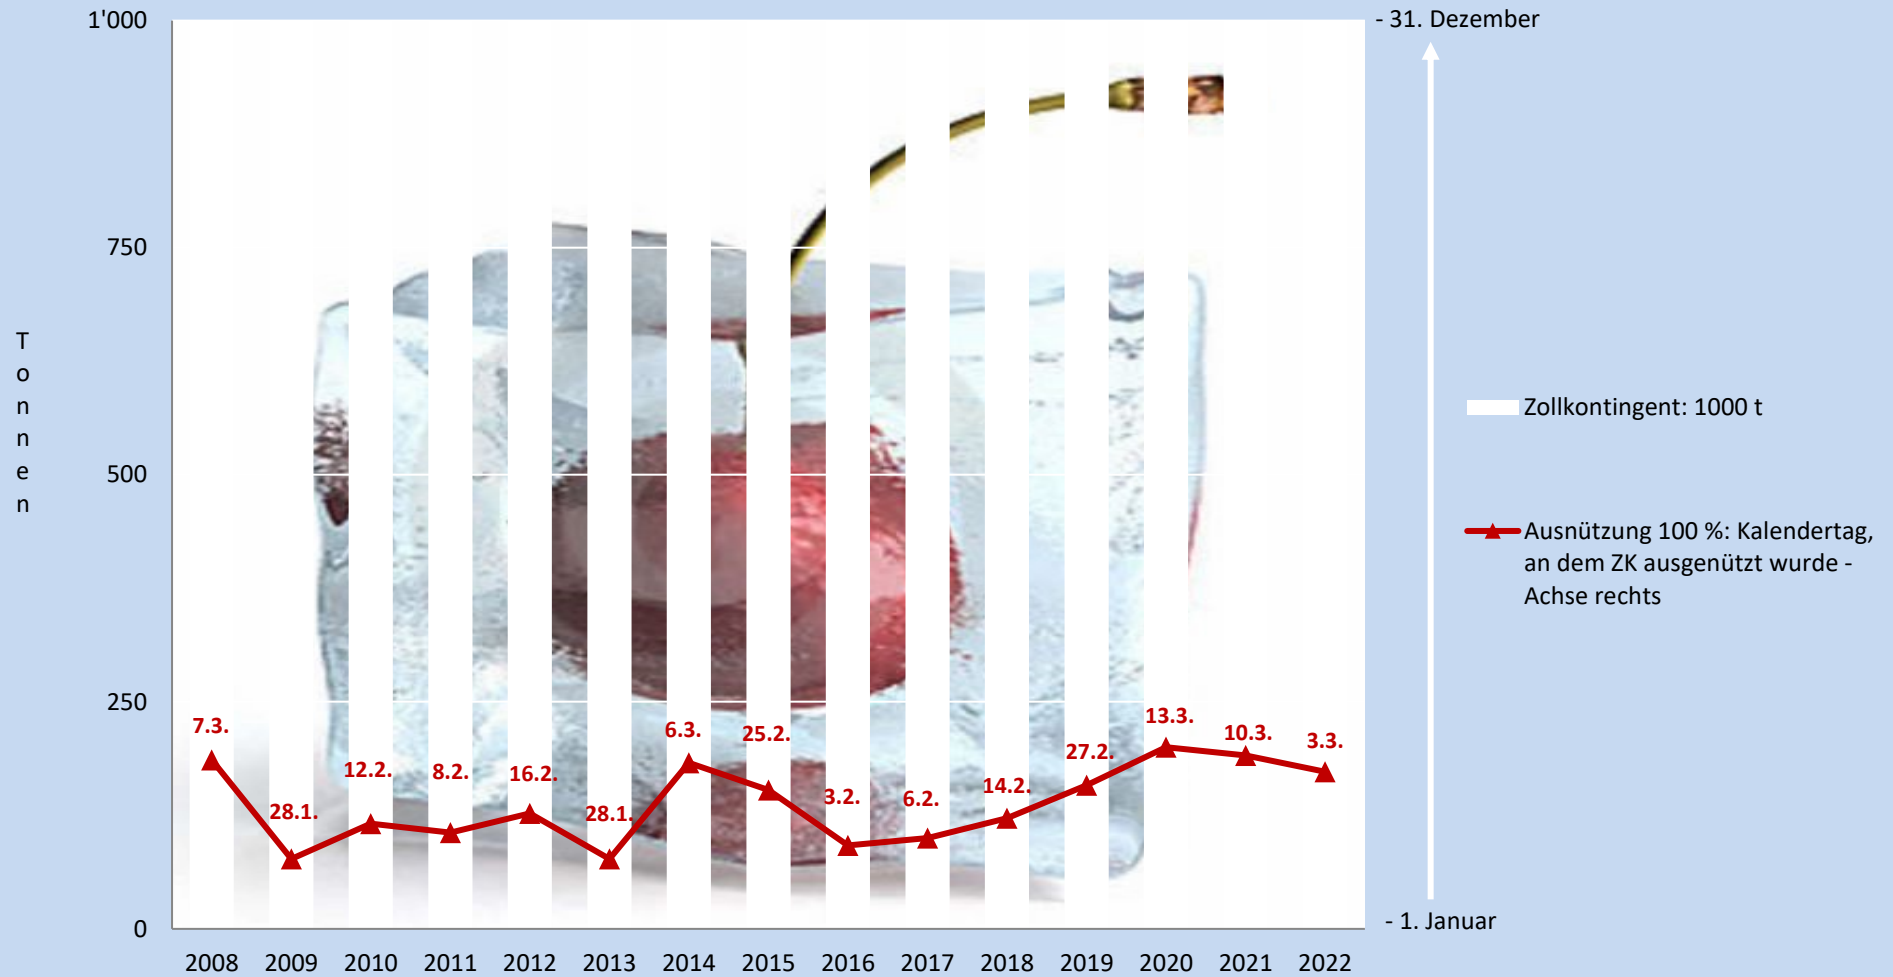 1'000
750
500
250
0
T
o
n
n
e
n
- 31. Dezember
- 1. Januar
Zollkontingent: 1000 t
Ausnützung 100 %: Kalendertag,
an dem ZK ausgenützt wurde -
Achse rechts
7.3.
28.1.
12.2.
8.2.
16.2.
28.1.
6.3.
25.2.
3.2.
6.2.
14.2.
27.2.
13.3.
10.3.
3.3.
2008 2009 2010 2011 2012 2013 2014 2015 2016 2017 2018 2019 2020 2021 2022